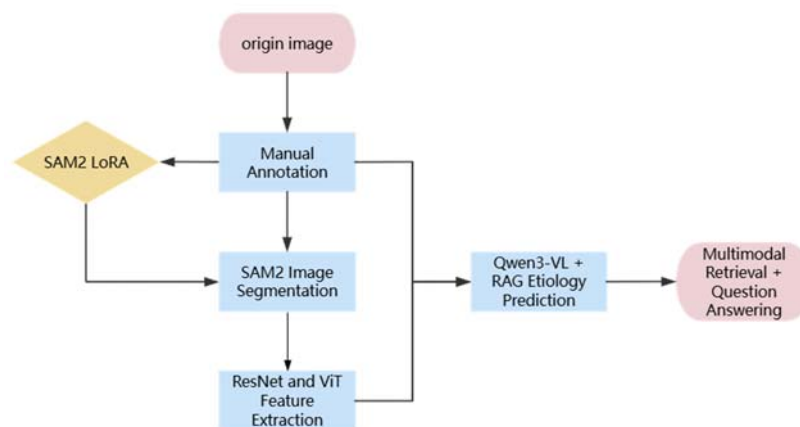 origin image
Manual
Annotation
SAM2 LoRA
SAM2 Image
Segmentation
Qwen3-VL +
RAG Etiology
Prediction
Multimodal
Retrieval +
Question
Answering
ResNet and ViT
Feature
Extraction